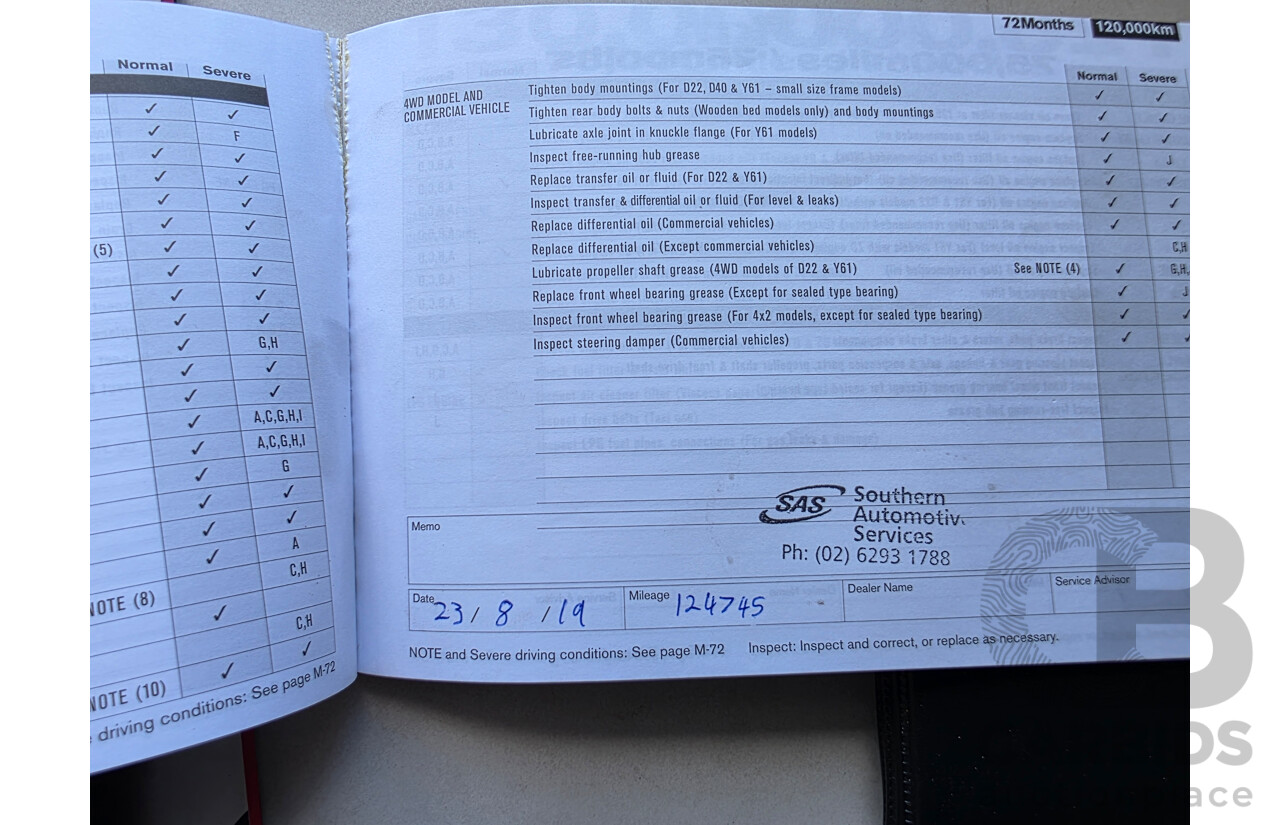 Normal Severe
✓ ✓
✓ F
✓ ✓
✓ ✓
✓ ✓
✓ ✓
(5) ✓ ✓
✓ ✓
✓ ✓
✓ ✓
✓ G,H
✓ ✓
✓ ✓
✓ A,C,G,H,I
✓ A,C,G,H,I
✓ G
✓ ✓
✓ ✓
✓ A
C,H
NOTE (8) ✓
C,H
NOTE (10) ✓ ✓
driving conditions: See page M-72
72Months 120,000km
Normal Severe
4WD MODEL AND
COMMERCIAL VEHICLE
Tighten body mountings (For D22, D40 & Y61 – small size frame models) ✓ ✓
Tighten rear body bolts & nuts (Wooden bed models only) and body mountings ✓ ✓
Lubricate axle joint in knuckle flange (For Y61 models) ✓ ✓
Inspect free-running hub grease ✓ J
Replace transfer oil or fluid (For D22 & Y61) ✓ ✓
Inspect transfer & differential oil or fluid (For level & leaks) ✓ ✓
Replace differential oil (Commercial vehicles) ✓ ✓
Replace differential oil (Except commercial vehicles) C,H
Lubricate propeller shaft grease (4WD models of D22 & Y61) See NOTE (4) ✓ G,H,
Replace front wheel bearing grease (Except for sealed type bearing) ✓ J
Inspect front wheel bearing grease (For 4x2 models, except for sealed type bearing) ✓ ✓
Inspect steering damper (Commercial vehicles) ✓ ✓
SAS Southern
Automotiv
Services
Ph: (02) 6293 1788
Memo
Date 23/ 8 /19 Mileage 124745 Dealer Name Service Advisor
NOTE and Severe driving conditions: See page M-72 Inspect: Inspect and correct, or replace as necessary.